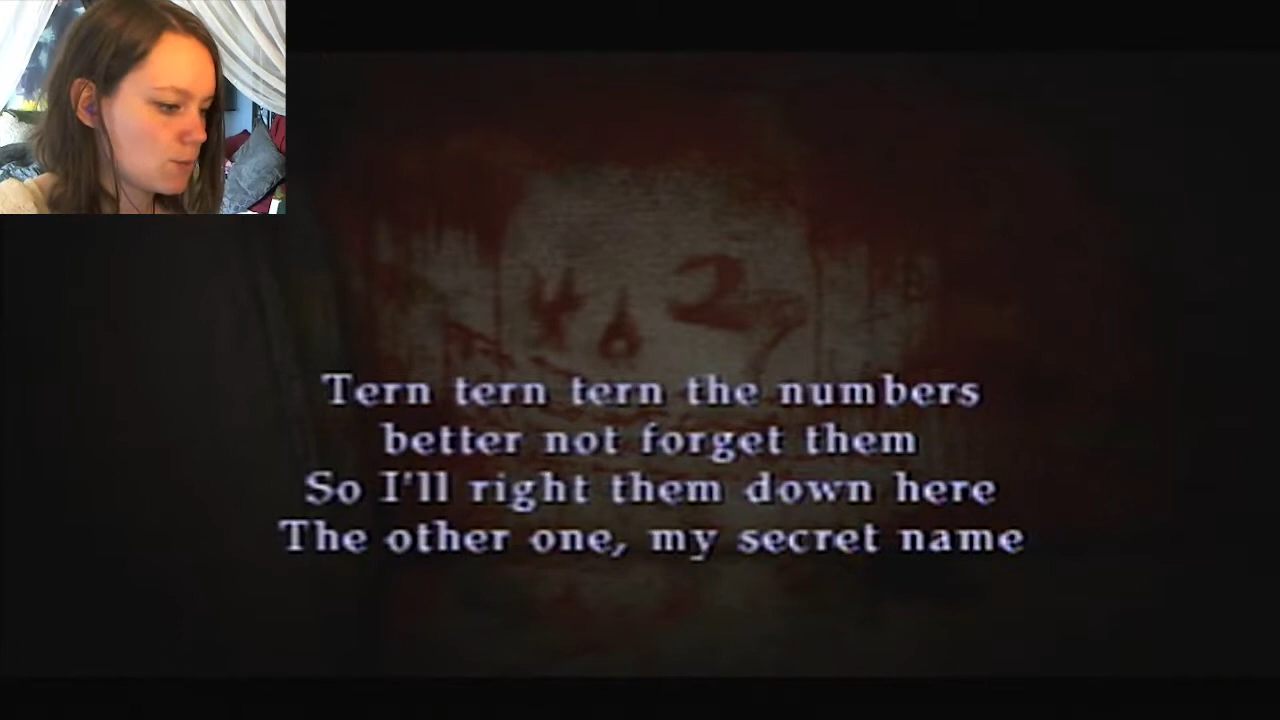 Tern tern tern the numbers
better not forget them
So I'll right them down here
The other one, my secret name